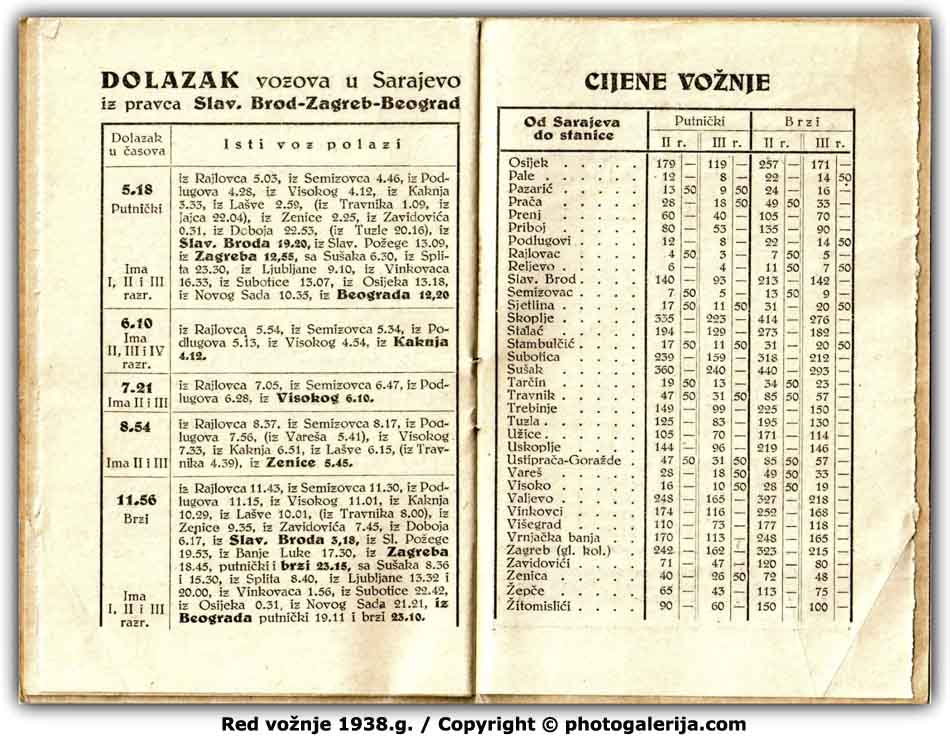 DOLAZAK vozova u Sarajevo
iz pravca Slav. Brod-Zagreb-Beograd
Dolazak
u časova
Isti voz polazi
5.18
Putnički
Ima
I, II i III
razr.
iz Rajlovca 5.03, iz Semizovca 4.46, iz Pod-
lugova 4.28, iz Visokog 4.12, iz Kaknja
3.33, iz Lašve 2.59, (iz Travnika 1.09, iz
Jajca 22.04), iz Zenice 2.25, iz Zavidovića
0.31, iz Doboja 22.53, (iz Tuzle 20.16), iz
Slav. Broda 19.20, iz Slav. Požege 13.09,
iz Zagreba 12,55, sa Sušaka 6.30, iz Spli-
ta 23.30, iz Ljubljane 9.10, iz Vinkovaca
16.33, iz Subotice 13.07, iz Osijeka 13.18,
iz Novog Sada 10.35, iz Beograda 12,20
6.10
Ima
II, III i IV
razr.
iz Rajlovca 5.54, iz Semizovca 5.34, iz Po-
dlugova 5.13, iz Visokog 4.54, iz Kaknja
4.12.
7.21
Ima II i III
iz Rajlovca 7.05, iz Semizovca 6.47, iz Pod-
lugova 6.28, iz Visokog 6.10.
8.54
Ima II i III
iz Rajlovca 8.37, iz Semizovca 8.17, iz Pod-
lugova 7.56, (iz Vareša 5.41), iz Visokog
7.33, iz Kaknja 6.51, iz Lašve 6.15, (iz Trav-
nika 4.39), iz Zenice 5.45.
11.56
Brzi
Ima
I, II i III
razr.
iz Rajlovca 11.43, iz Semizovca 11.30, iz Pod-
lugova 11.15, iz Visokog 11.01, iz Kaknja
10.29, iz Lašve 10.01, (iz Travnika 8.00), iz
Zenice 9.35, iz Zavidovića 7.45, iz Doboja
6.17, iz Slav. Broda 3,18, iz Sl. Požege
19.53, iz Banje Luke 17.30, iz Zagreba
18.45, putnički i brzi 23.15, sa Sušaka 8.36
i 15.30, iz Splita 8.40, iz Ljubljane 13.32 i
20.00, iz Vinkovaca 1.56, iz Subotice 22.42,
iz Osijeka 0.31, iz Novog Sada 21.21, iz
Beograda putnički 19.11 i brzi 23.10.
CIJENE VOŽNJE
Od Sarajeva
do stanice
Putnički Brzi
II r. III r. II r. III r.
Osijek . . . . . 179 — 119 — 257 — 171 —
Pale . . . . . 12 — 8 — 22 — 14 50
Pazarić . . . . . 13 50 9 50 24 — 16 —
Prača . . . . . 28 — 18 50 49 50 33 —
Prenj . . . . . 60 — 40 — 105 — 70 —
Priboj . . . . . 80 — 53 — 135 — 90 —
Podlugovi . . . . 12 — 8 — 22 — 14 50
Rajlovac . . . . 4 50 3 — 7 50 5 —
Reljevo . . . . . 6 — 4 — 11 50 7 50
Slav. Brod . . . . 140 — 93 — 213 — 142 —
Semizovac . . . . 7 50 5 — 13 50 9 —
Sjetlina . . . . . 17 50 11 50 31 — 20 50
Skoplje . . . . . 335 — 223 — 414 — 276 —
Stalać . . . . . 194 — 129 — 273 — 182 —
Stambulčić . . . . 17 50 11 50 31 — 20 50
Subotica . . . . 239 — 159 — 318 — 212 —
Sušak . . . . . 360 — 240 — 440 — 293 —
Tarčin . . . . . 19 50 13 — 34 50 23 —
Travnik . . . . . 47 50 31 50 85 50 57 —
Trebinje . . . . 149 — 99 — 225 — 150 —
Tuzla . . . . . 125 — 83 — 195 — 130 —
Užice . . . . . 105 — 70 — 171 — 114 —
Uskoplje . . . . 144 — 96 — 219 — 146 —
Ustiprača-Goražde . 47 50 31 50 85 50 57 —
Vareš . . . . . 28 — 18 50 49 50 33 —
Visoko . . . . . 16 — 10 50 28 50 19 —
Valjevo . . . . . 248 — 165 — 327 — 218 —
Vinkovci . . . . 174 — 116 — 252 — 168 —
Višegrad . . . . 110 — 73 — 177 — 118 —
Vrnjačka banja . . 170 — 113 — 248 — 165 —
Zagreb (gl. kol.) . . 242 — 162 — 323 — 215 —
Zavidovići . . . . 71 — 47 — 120 — 80 —
Zenica . . . . . 40 — 26 50 72 — 48 —
Žepče . . . . . 65 — 43 — 113 — 75 —
Žitomislići . . . . 90 — 60 — 150 — 100 —
Red vožnje 1938.g. / Copyright © photogalerija.com